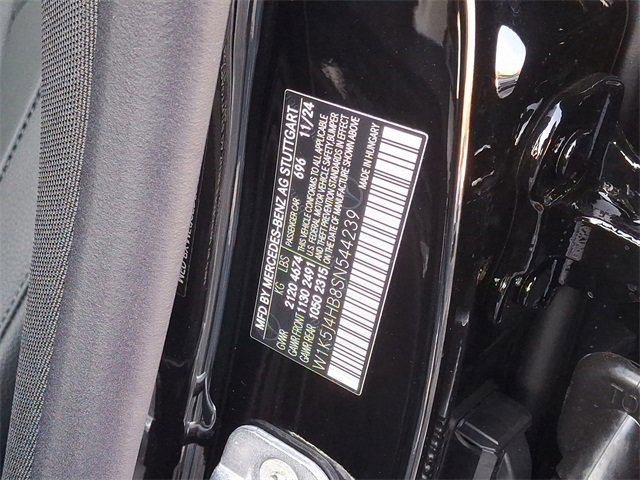 MFD BY MERCEDES-BENZ AG STUTTGART
KG LBS PASSENGER CAR 696 11/24
GVWR 2120 4674 THIS VEHICLE CONFORMS TO ALL APPLICABLE
GAWR FRONT 1130 2491 U.S. FEDERAL MOTOR VEHICLE SAFETY, BUMPER
GAWR REAR 1050 2315 AND THEFT PREVENTION STANDARDS IN EFFECT
ON THE DATE OF MANUFACTURE SHOWN ABOVE
W1K5J4HB8SN544239 MADE IN HUNGARY